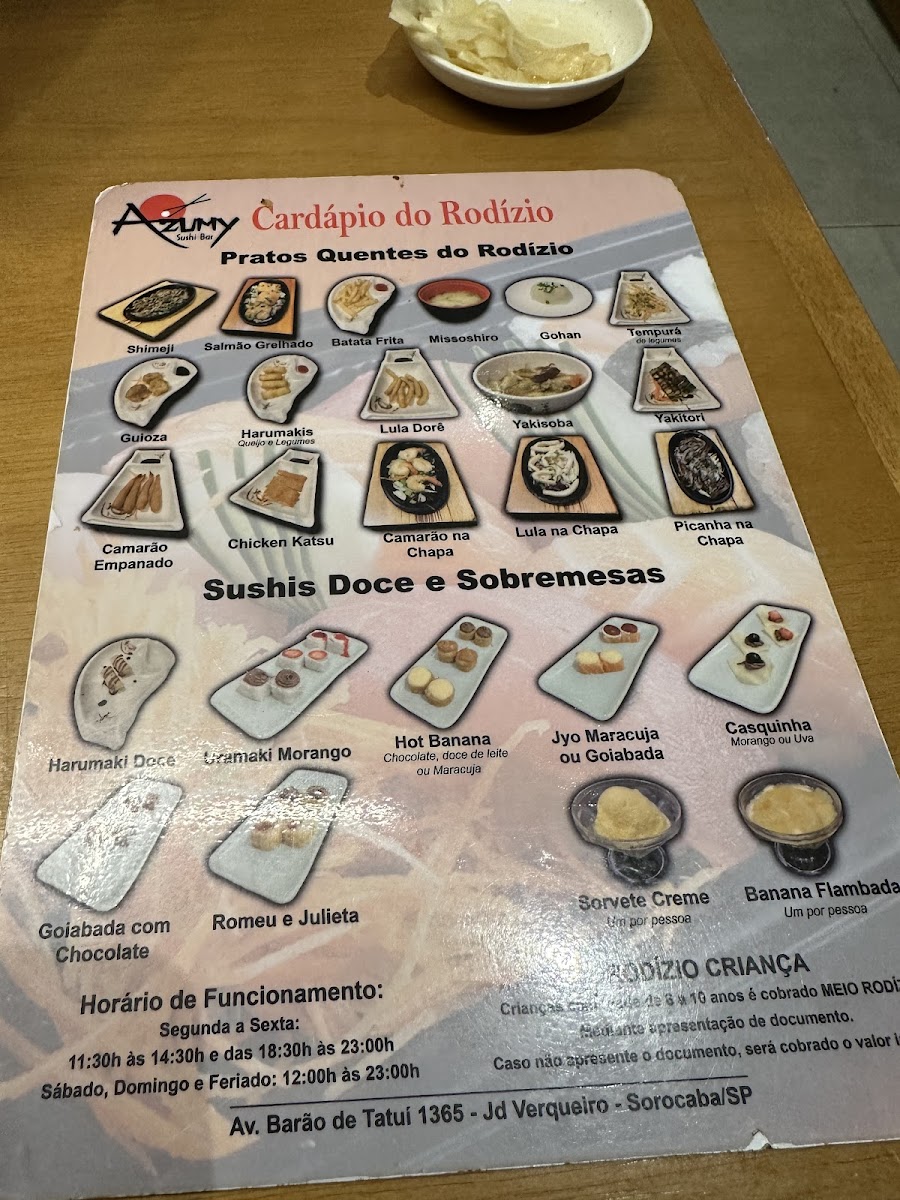 AZUMY
Sushi Bar
Cardápio do Rodízio
Pratos Quentes do Rodízio
Shimeji
Salmão Grelhado
Batata Frita
Missoshiro
Gohan
Tempurá
de legumes
Guioza
Harumakis
Queijo e Legumes
Lula Dorê
Yakisoba
Yakitori
Camarão
Empanado
Chicken Katsu
Camarão na
Chapa
Lula na Chapa
Picanha na
Chapa
Sushis Doce e Sobremesas
Harumaki Doce
Uramaki Morango
Hot Banana
Chocolate, doce de leite
ou Maracuja
Jyo Maracuja
ou Goiabada
Casquinha
Morango ou Uva
Goiabada com
Chocolate
Romeu e Julieta
Sorvete Creme
Um por pessoa
Banana Flambada
Um por pessoa
Horário de Funcionamento:
Segunda a Sexta:
11:30h às 14:30h e das 18:30h às 23:00h
Sábado, Domingo e Feriado: 12:00h às 23:00h
RODÍZIO CRIANÇA
Crianças com idade de 6 a 10 anos é cobrado MEIO
Mediante apresentação de documento.
Caso não apresente o documento, será cobrado o valor
Av. Barão de Tatuí 1365 - Jd Verqueiro - Sorocaba/SP